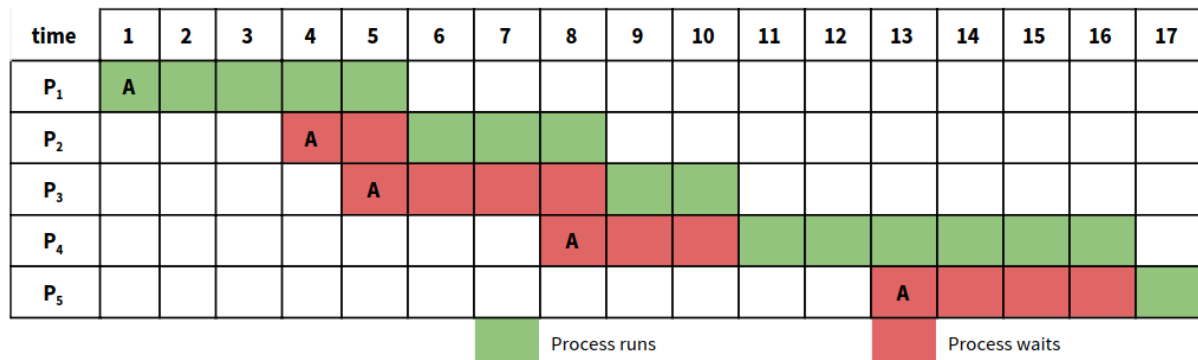 time 1 2 3 4 5 6 7 8 9 10 11 12 13 14 15 16 17
P₁ A
P₂ A
P₃ A
P₄ A
P₅ A
Process runs Process waits